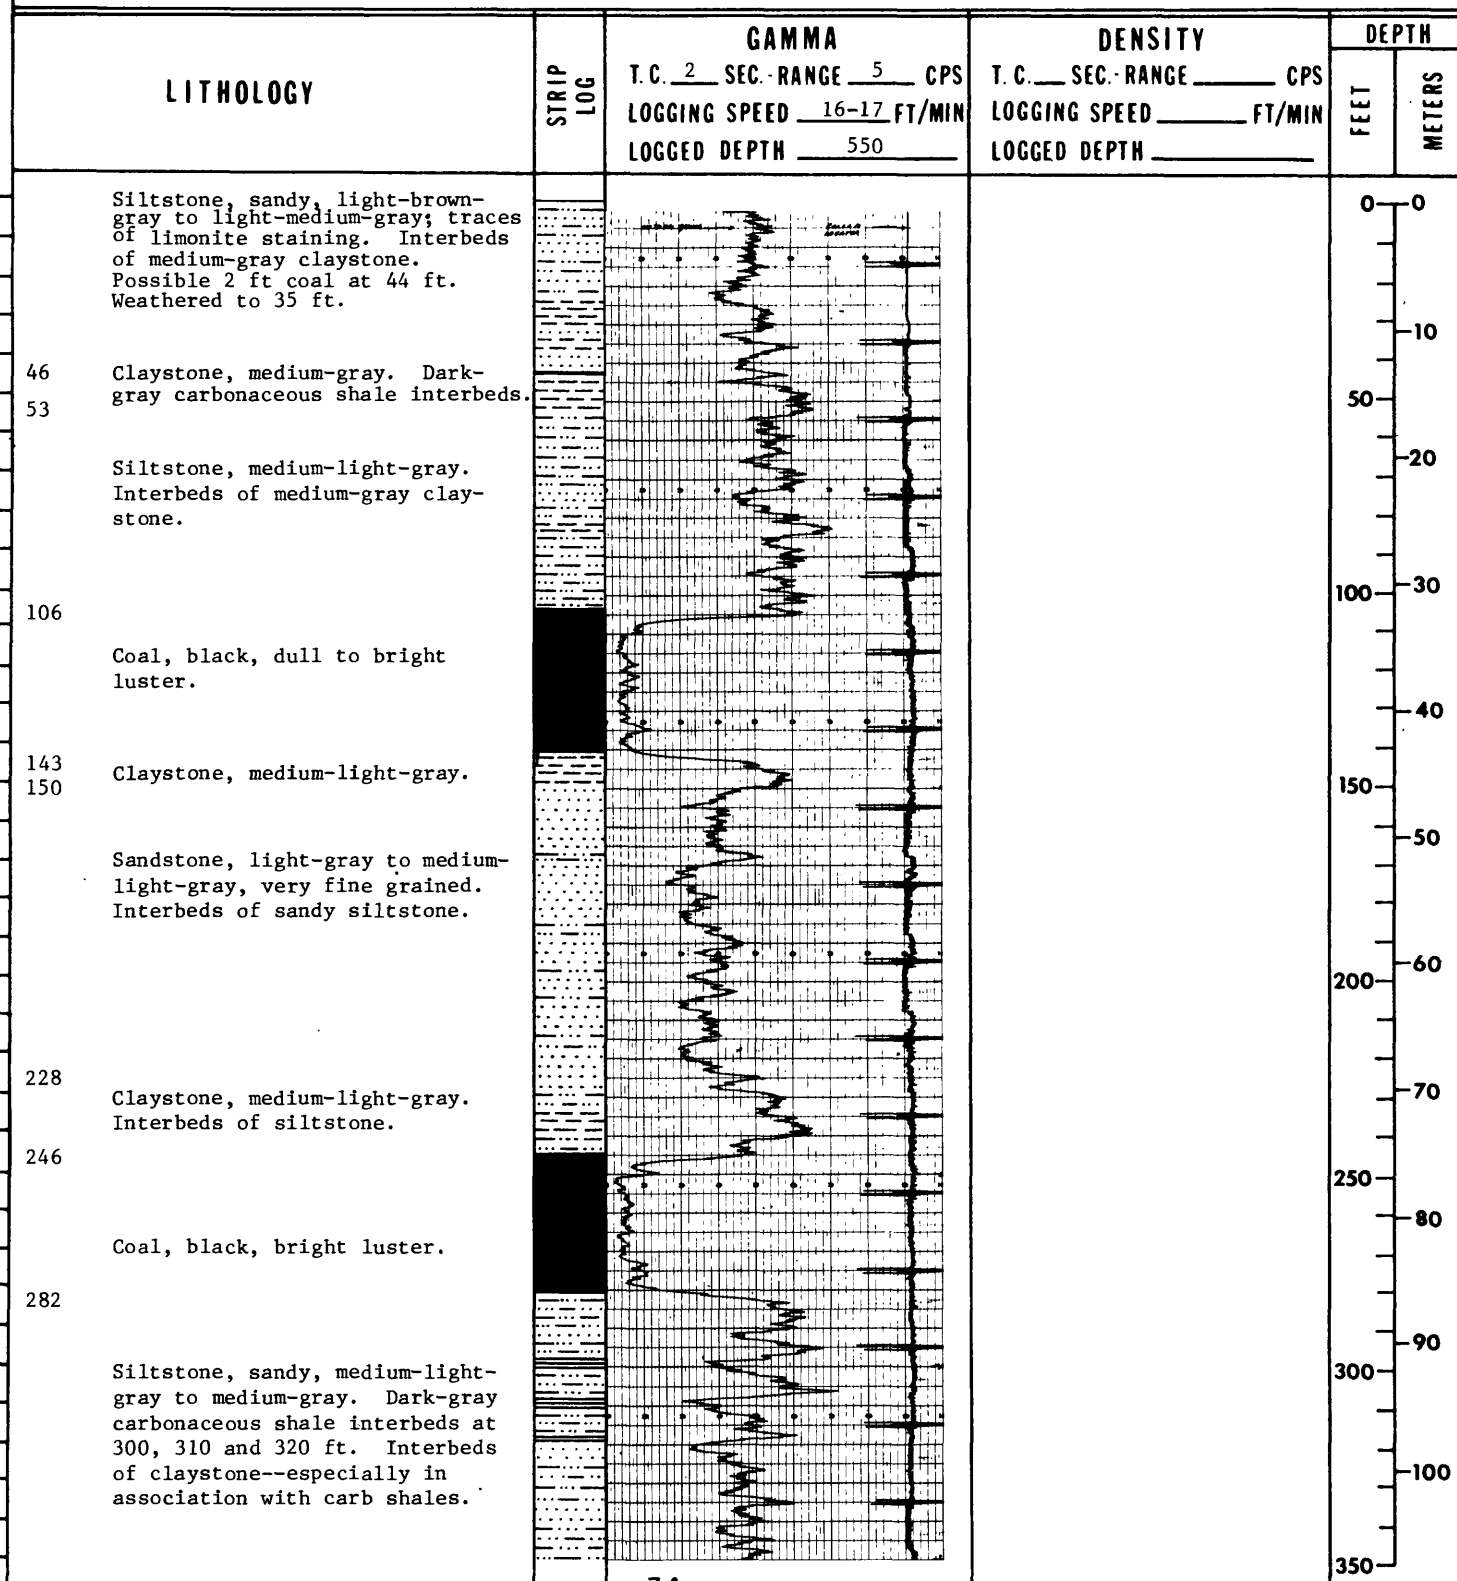 LITHOLOGY
STRIP LOG
GAMMA
T.C. 2 SEC.-RANGE 5 CPS
LOGGING SPEED 16-17 FT/MIN
LOGGED DEPTH 550
DENSITY
T.C. SEC.-RANGE CPS
LOGGING SPEED FT/MIN
LOGGED DEPTH
DEPTH
FEET
METERS
Siltstone, sandy, light-brown-
gray to light-medium-gray; traces
of limonite staining. Interbeds
of medium-gray claystone.
Possible 2 ft coal at 44 ft.
Weathered to 35 ft.
46 Claystone, medium-gray. Dark-
gray carbonaceous shale interbeds.
53
Siltstone, medium-light-gray.
Interbeds of medium-gray clay-
stone.
106
Coal, black, dull to bright
luster.
143
Claystone, medium-light-gray.
150
Sandstone, light-gray to medium-
light-gray, very fine grained.
Interbeds of sandy siltstone.
228
Claystone, medium-light-gray.
Interbeds of siltstone.
246
Coal, black, bright luster.
282
Siltstone, sandy, medium-light-
gray to medium-gray. Dark-gray
carbonaceous shale interbeds at
300, 310 and 320 ft. Interbeds
of claystone--especially in
association with carb shales.
0
50
100
150
200
250
300
350
0
10
20
30
40
50
60
70
80
90
100